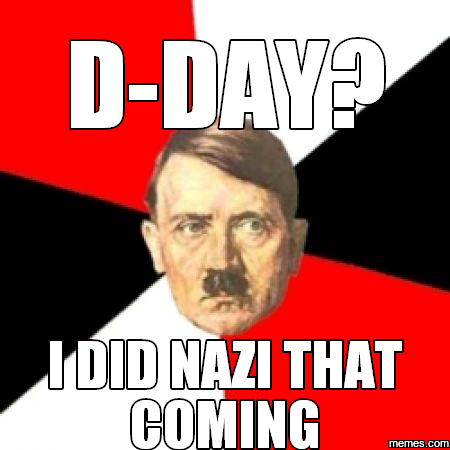 D-DAY?
I DID NAZI THAT
COMING
memes.com